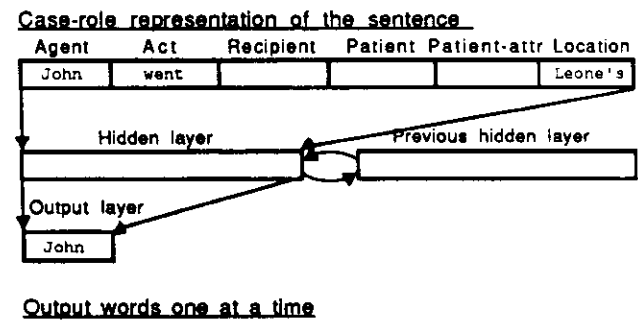 Case-role representation of the sentence
Agent Act Recipient Patient Patient-attr Location
John went Leone's
Hidden layer Previous hidden layer
Output layer
John
Output words one at a time